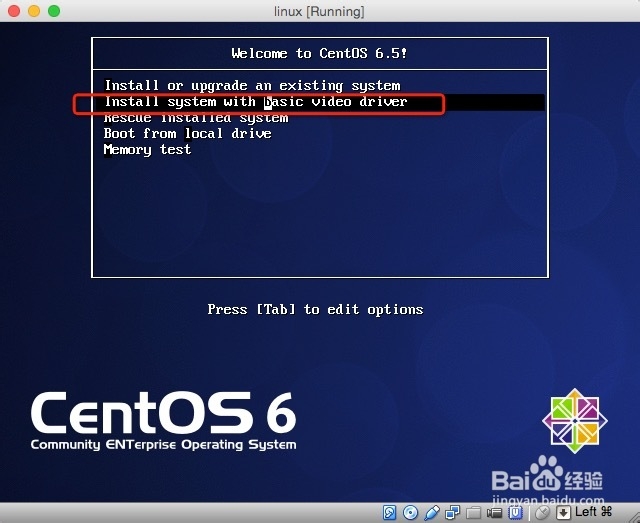 linux [Running]
Welcome to CentOS 6.5!
Install or upgrade an existing system
Install system with basic video driver
Rescue installed system
Boot from local drive
Memory test
Press [Tab] to edit options
CentOS 6
Community ENTerprise Operating System
Baidu经验
jingyan.baidu.com
Left ⌘